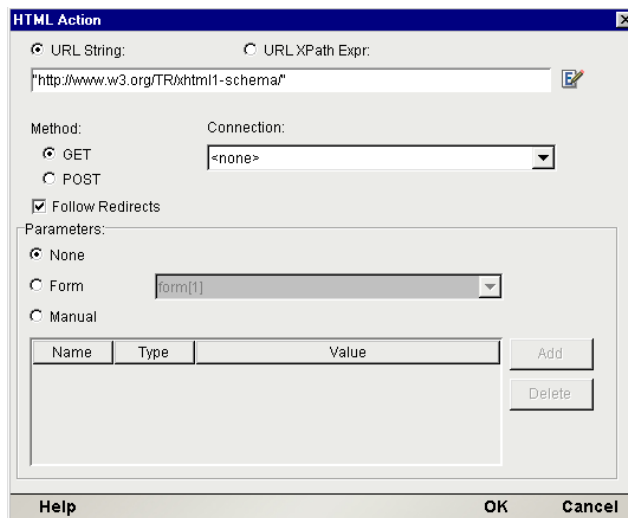 HTML Action
URL String: URL XPath Expr:
"http://www.w3.org/TR/xhtml1-schema/"
Method: Connection:
GET <none>
POST
Follow Redirects
Parameters:
None
Form form[1]
Manual
Name Type Value Add
Delete
Help OK Cancel